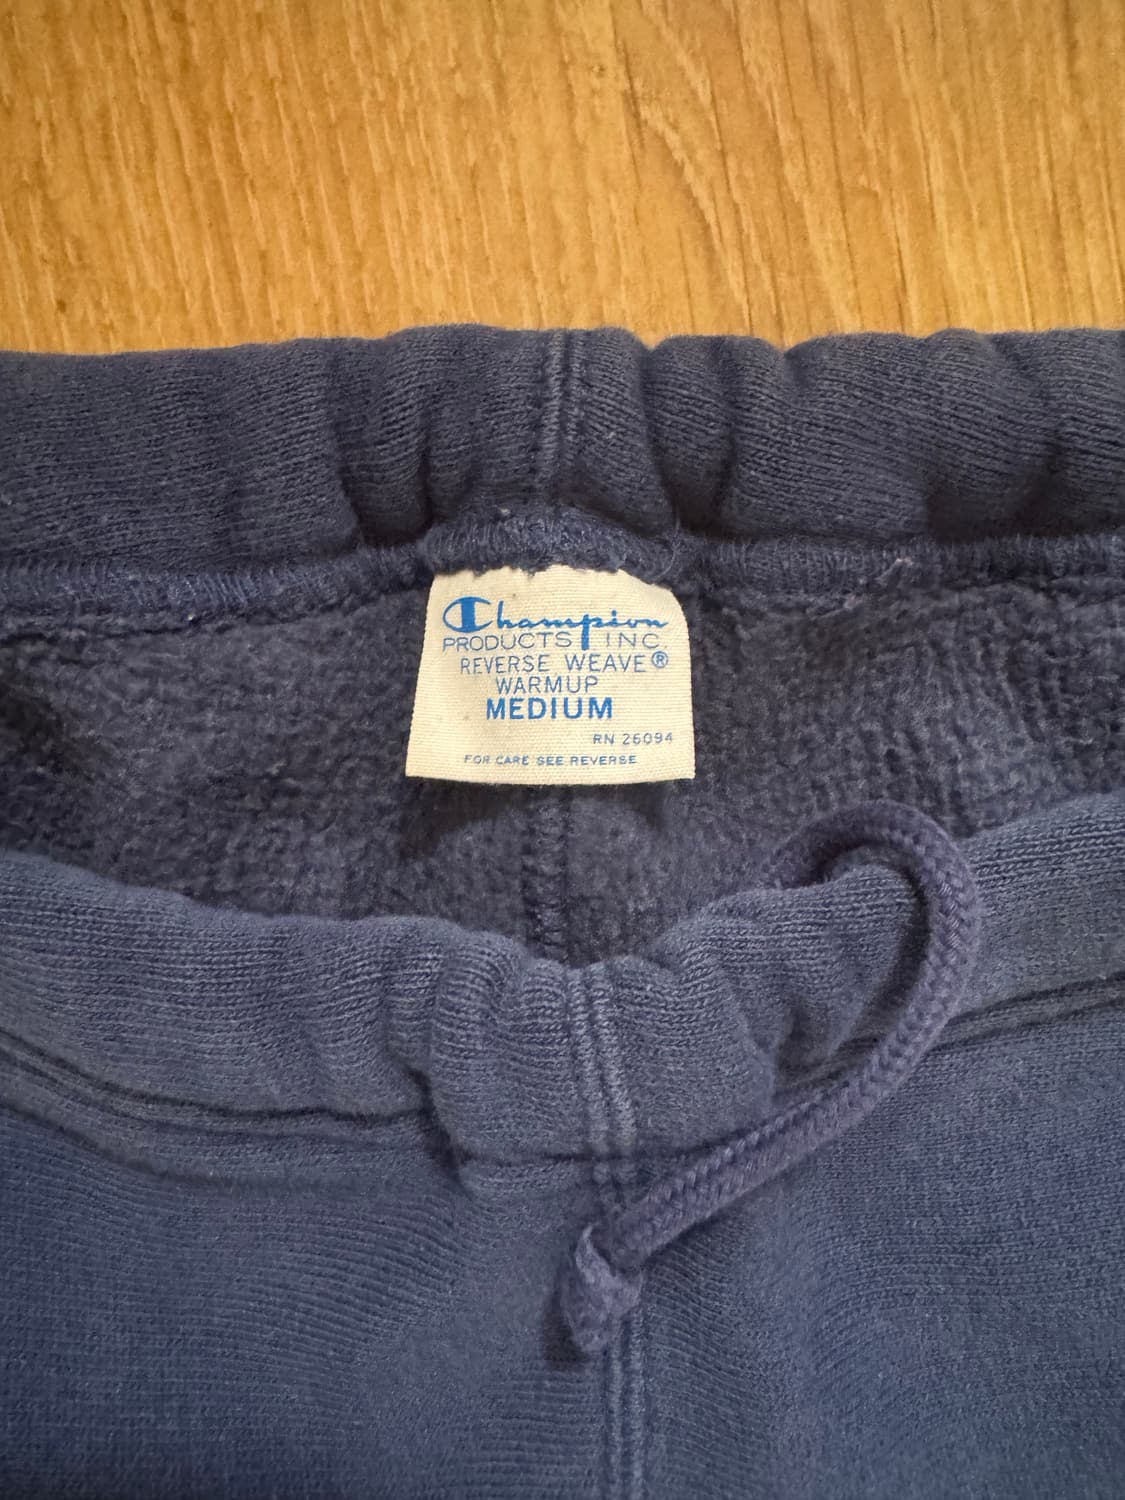 Champion
PRODUCTS INC.
REVERSE WEAVE®
WARMUP
MEDIUM
RN 26094
FOR CARE SEE REVERSE